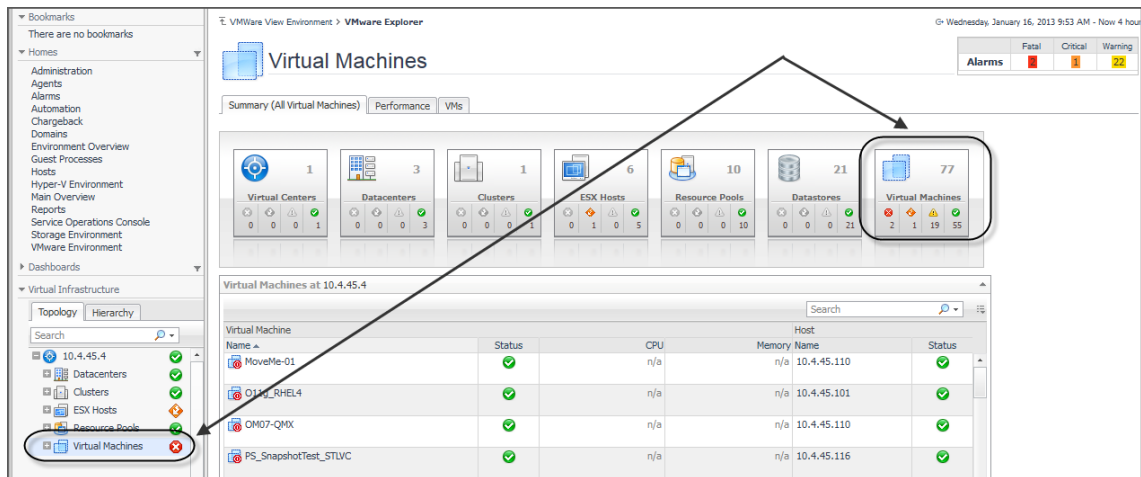 Bookmarks
There are no bookmarks
Homes
Administration
Agents
Alarms
Automation
Chargeback
Domains
Environment Overview
Guest Processes
Hosts
Hyper-V Environment
Main Overview
Reports
Service Operations Console
Storage Environment
VMware Environment
Dashboards
Virtual Infrastructure
Topology Hierarchy
Search
10.4.45.4
Datacenters
Clusters
ESX Hosts
Resource Pools
Virtual Machines
VMWare View Environment > VMware Explorer
Wednesday, January 16, 2013 9:53 AM - Now 4 hou
Virtual Machines
Fatal Critical Warning
Alarms 2 1 22
Summary (All Virtual Machines) Performance VMs
1 3 1 6 10 21 77
Virtual Centers Datacenters Clusters ESX Hosts Resource Pools Datastores Virtual Machines
0 0 0 1 0 0 0 3 0 0 0 1 0 1 0 5 0 0 0 10 0 0 0 21 2 1 19 55
Virtual Machines at 10.4.45.4
Search
Virtual Machine Host
Name Status CPU Memory Name Status
MoveMe-01 n/a n/a 10.4.45.110
O11g_RHEL4 n/a n/a 10.4.45.101
OM07-QMX n/a n/a 10.4.45.110
PS_SnapshotTest_STLVC n/a n/a 10.4.45.116